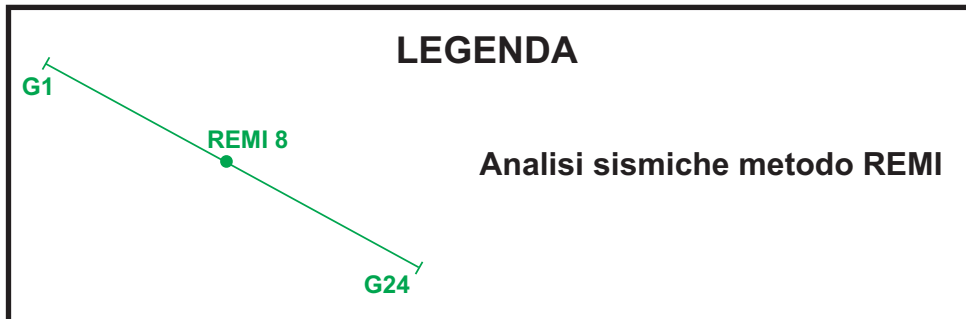 LEGENDA
G1
REMI 8
Analisi sismiche metodo REMI
G24